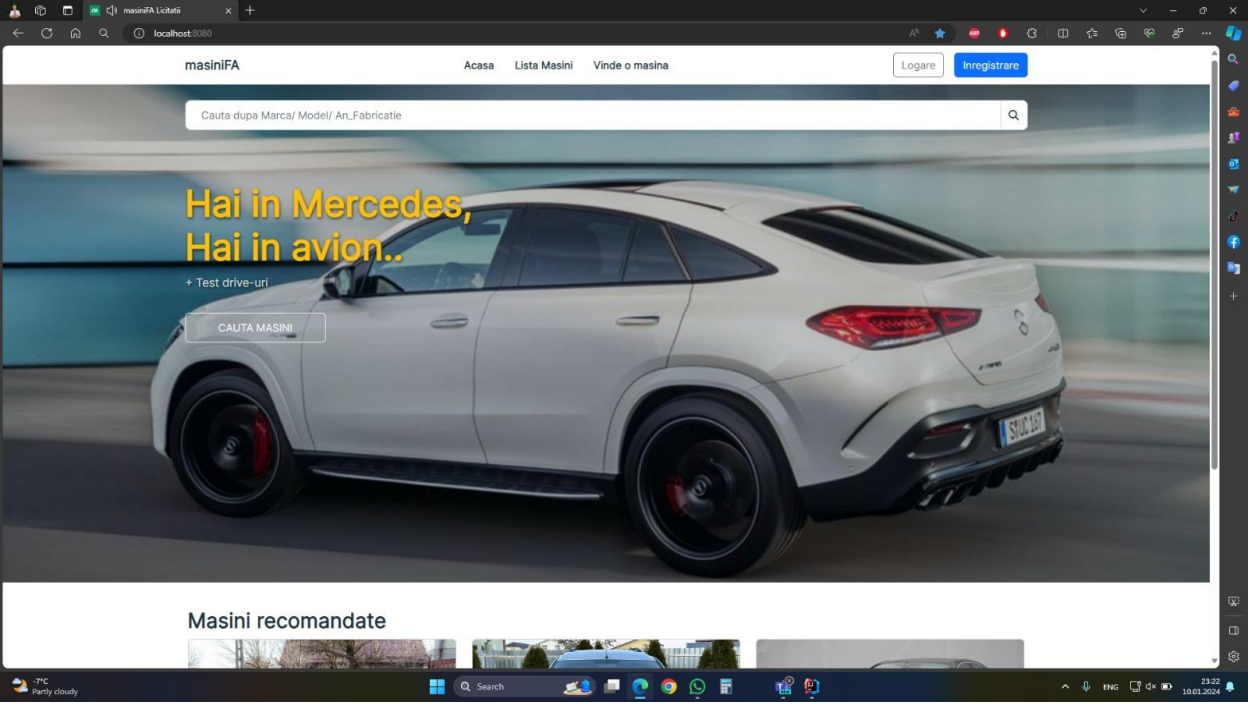 masiniFA Licitatii
localhost:8080
masiniFA
Acasa
Lista Masini
Vinde o masina
Logare
Inregistrare
Cauta dupa Marca/ Model/ An_Fabricatie
Hai in Mercedes,
Hai in avion..
+ Test drive-uri
CAUTA MASINI
Masini recomandate
-7°C
Partly cloudy
Search
ENG
23:22
10.01.2024